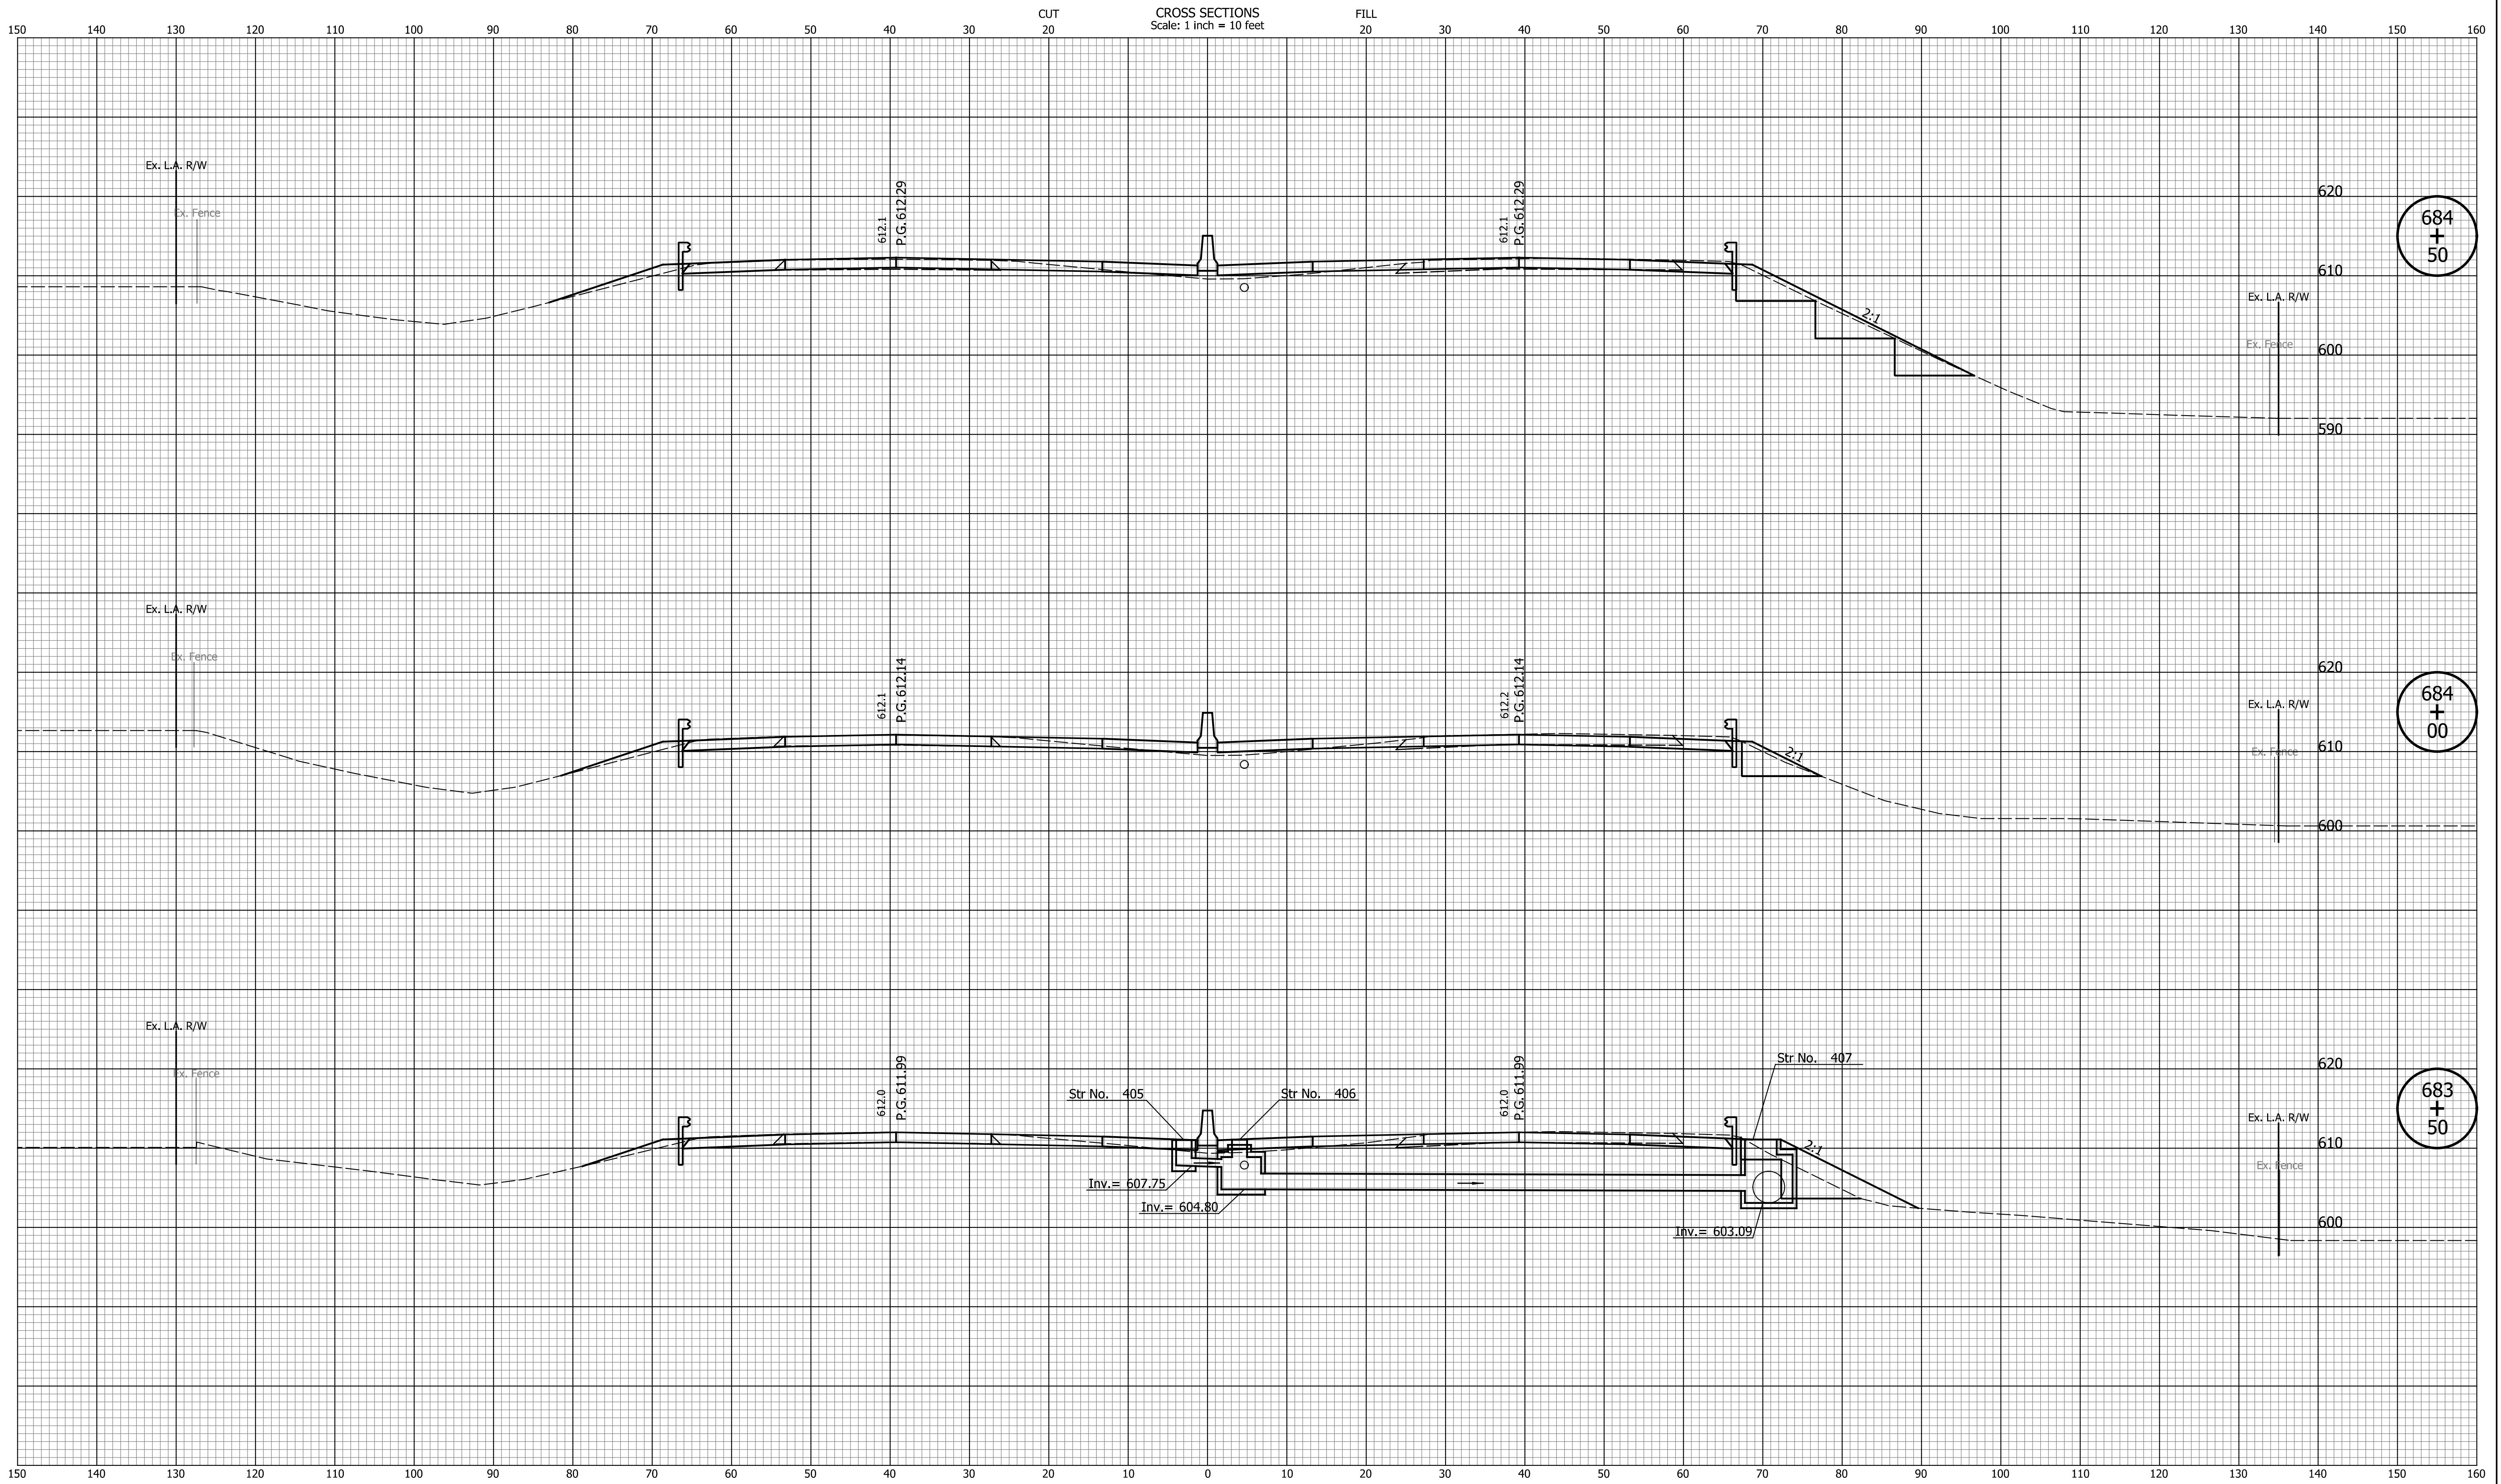 CUT CROSS SECTIONS FILL
Scale: 1 inch = 10 feet
150 140 130 120 110 100 90 80 70 60 50 40 30 20 20 30 40 50 60 70 80 90 100 110 120 130 140 150 160
Ex. L.A. R/W
Ex. Fence
612.1
P.G. 612.29
612.1
P.G. 612.29
620
684
+
50
610
Ex. L.A. R/W
2:1
Ex. Fence
600
590
Ex. L.A. R/W
Ex. Fence
612.1
P.G. 612.14
612.2
P.G. 612.14
620
684
+
00
Ex. L.A. R/W
610
Ex. Fence
2:1
600
Ex. L.A. R/W
Ex. Fence
612.0
P.G. 611.99
Str No. 405
Str No. 406
612.0
P.G. 611.99
Str No. 407
620
683
+
50
Ex. L.A. R/W
2:1
610
Ex. Fence
Inv.= 607.75
Inv.= 604.80
Inv.= 603.09
600
150 140 130 120 110 100 90 80 70 60 50 40 30 20 10 0 10 20 30 40 50 60 70 80 90 100 110 120 130 140 150 160